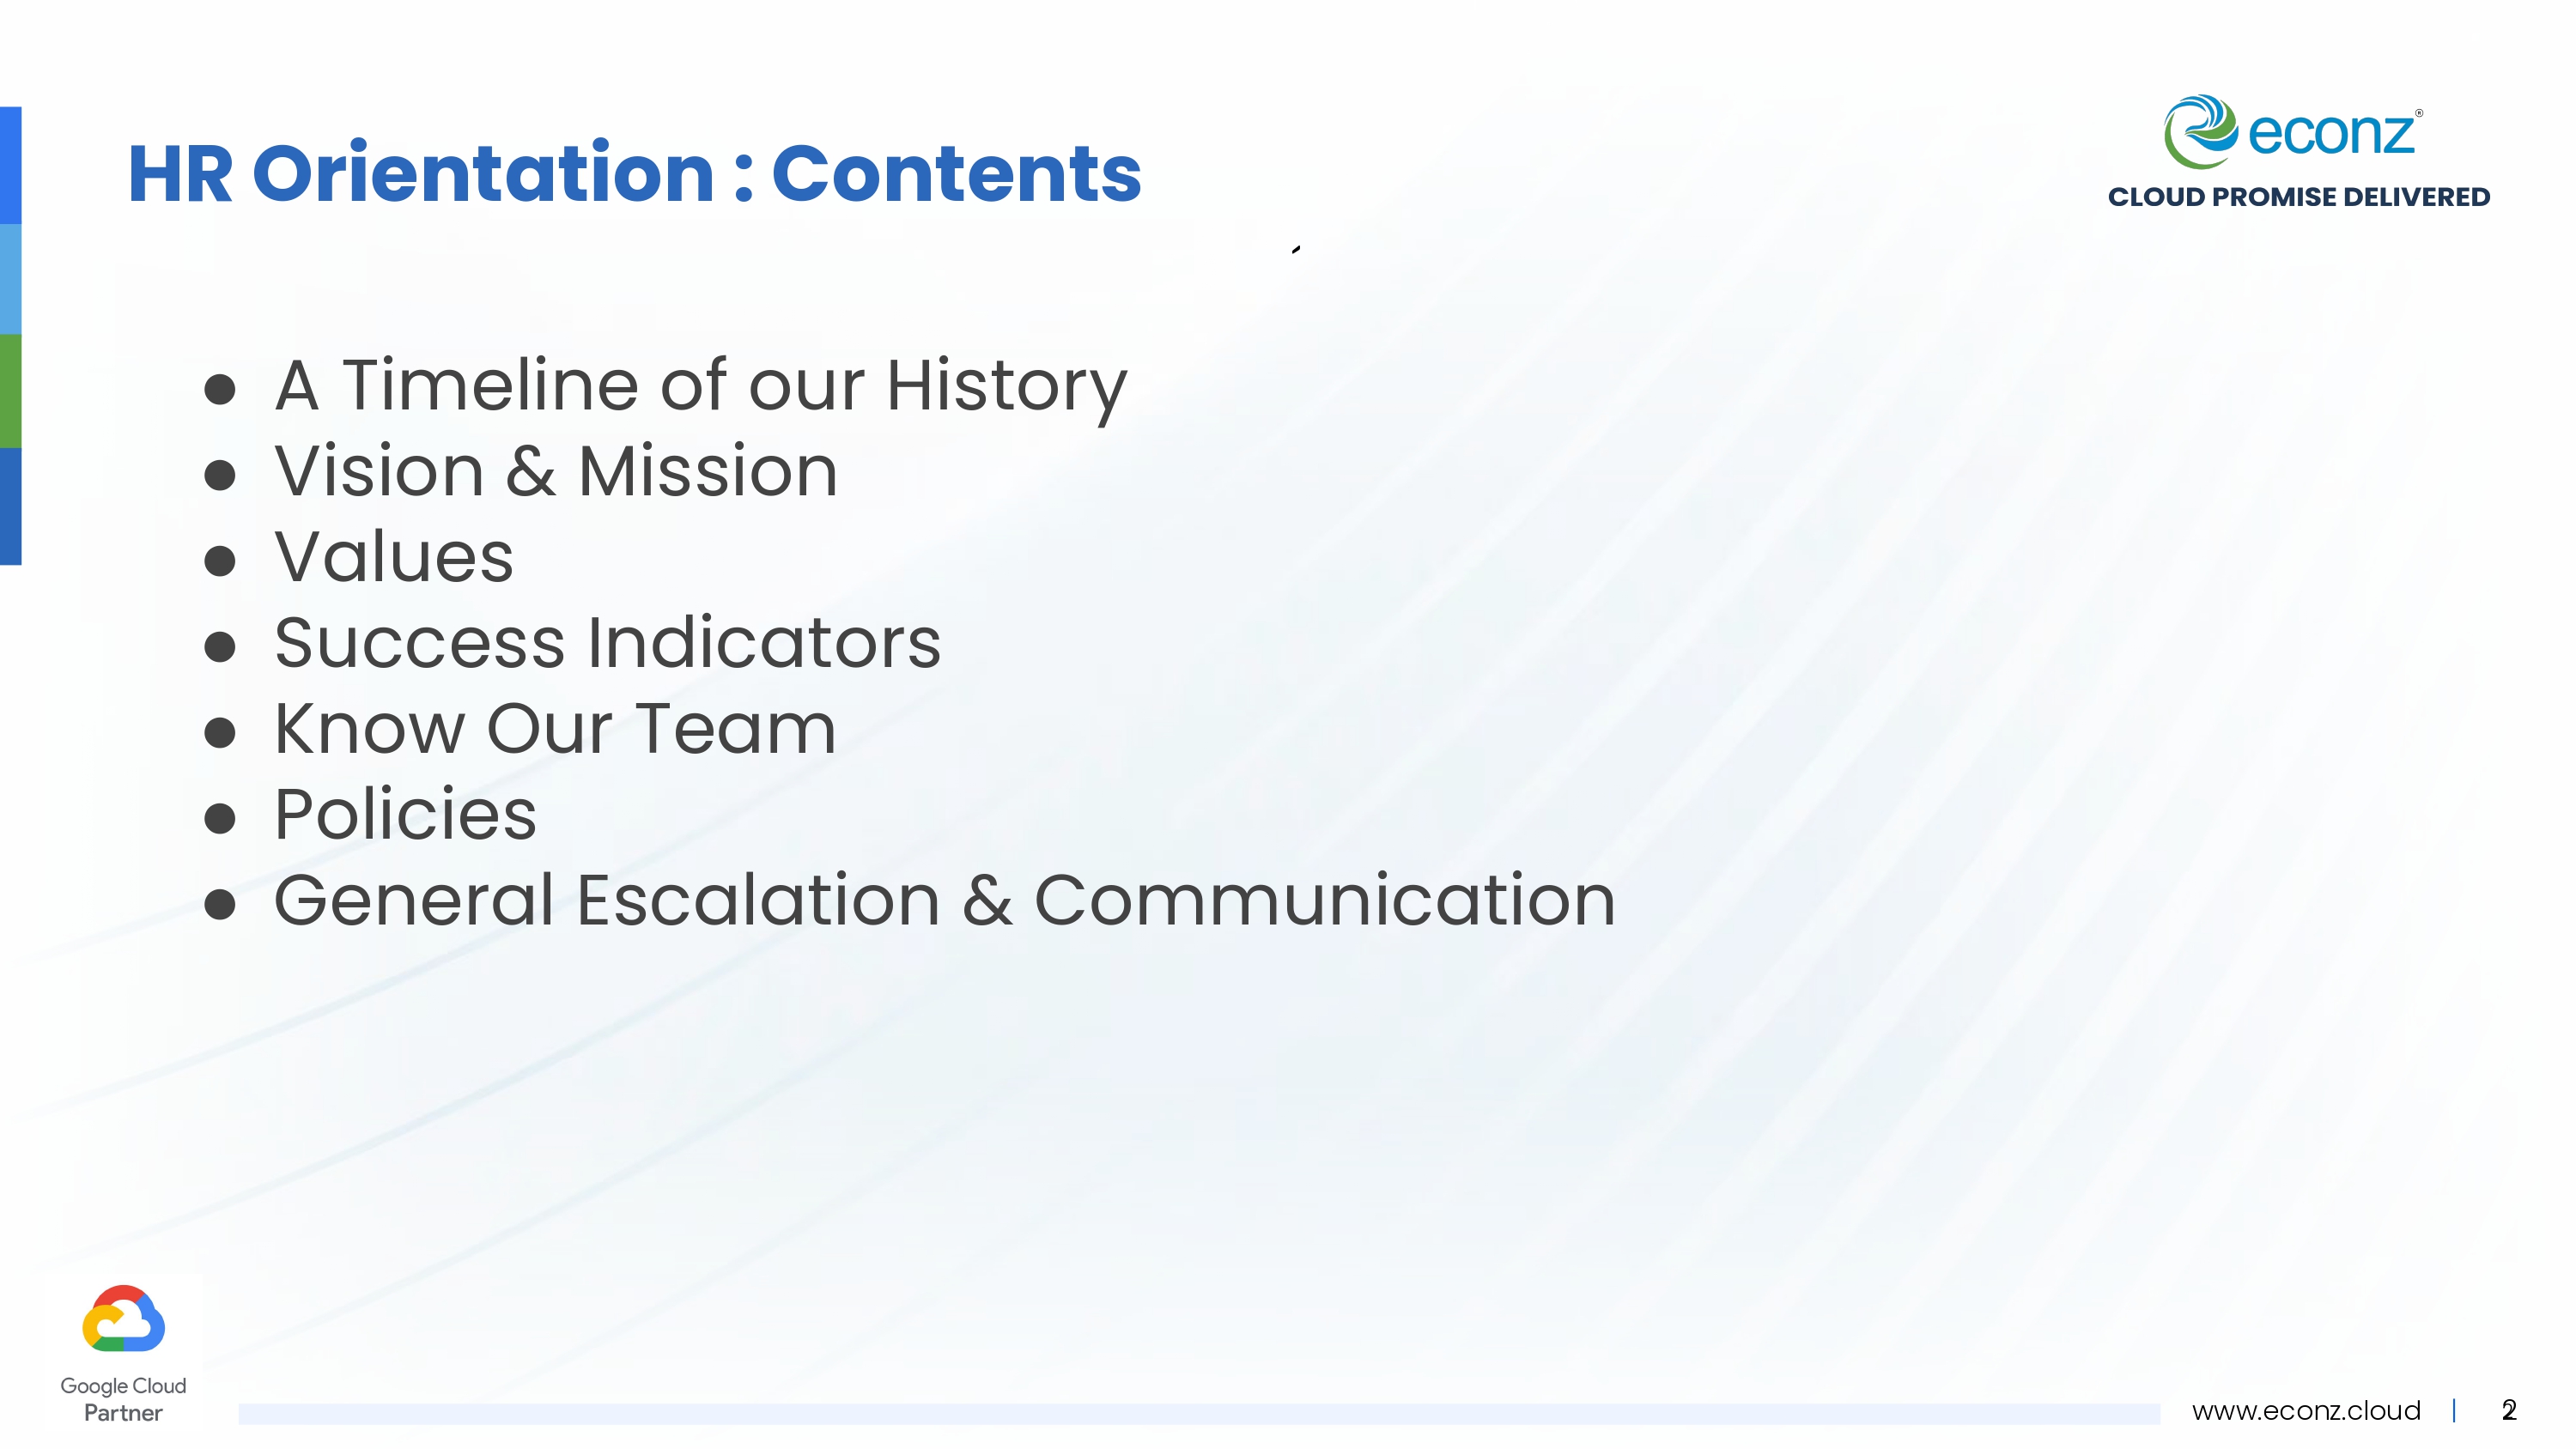 HR Orientation : Contents
econz®
CLOUD PROMISE DELIVERED
● A Timeline of our History
● Vision & Mission
● Values
● Success Indicators
● Know Our Team
● Policies
● General Escalation & Communication
Google Cloud
Partner
www.econz.cloud | 2